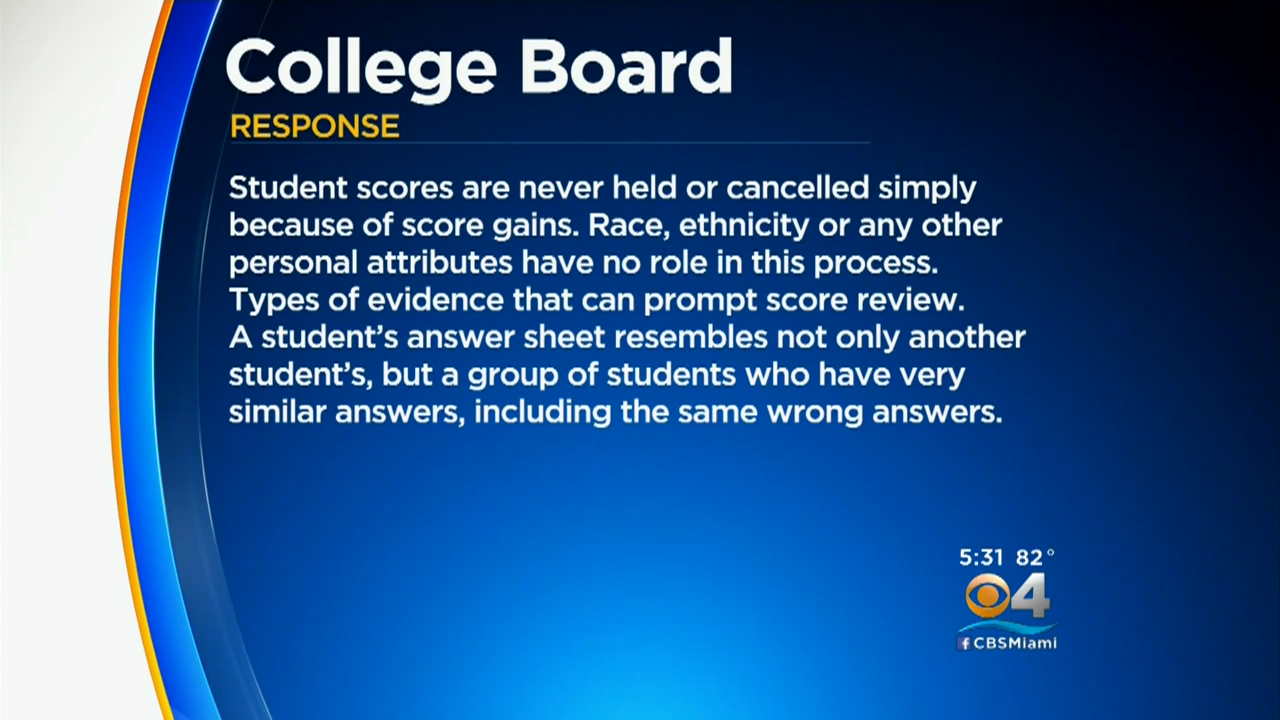 College Board
RESPONSE
Student scores are never held or cancelled simply
because of score gains. Race, ethnicity or any other
personal attributes have no role in this process.
Types of evidence that can prompt score review.
A student’s answer sheet resembles not only another
student’s, but a group of students who have very
similar answers, including the same wrong answers.
5:31 82°
4
f CBSMiami